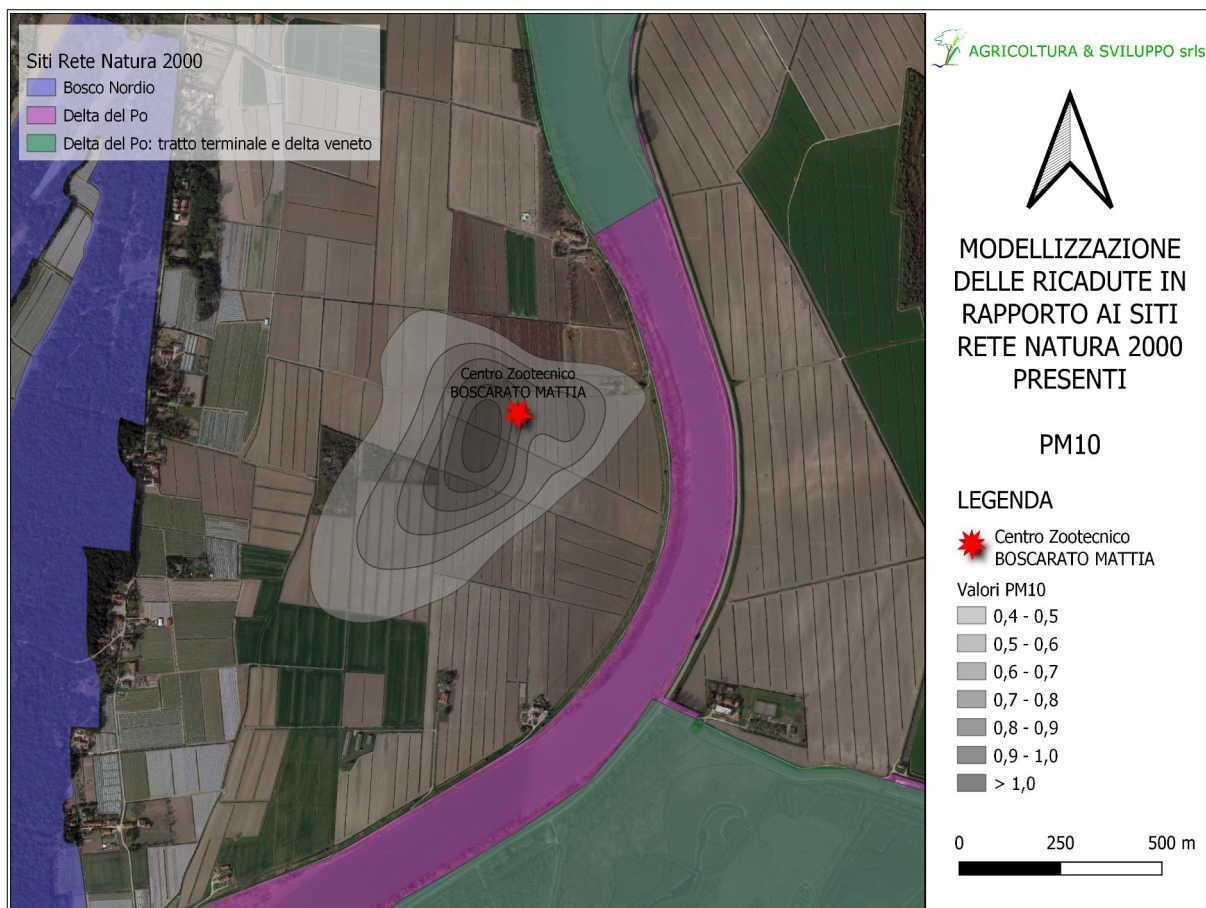 Siti Rete Natura 2000
Bosco Nordio
Delta del Po
Delta del Po: tratto terminale e delta veneto
Centro Zootecnico
BOSCARATO MATTIA
AGRICOLTURA & SVILUPPO srls
MODELLIZZAZIONE
DELLE RICADUTE IN
RAPPORTO AI SITI
RETE NATURA 2000
PRESENTI
PM10
LEGENDA
Centro Zootecnico
BOSCARATO MATTIA
Valori PM10
0,4 - 0,5
0,5 - 0,6
0,6 - 0,7
0,7 - 0,8
0,8 - 0,9
0,9 - 1,0
> 1,0
0 250 500 m